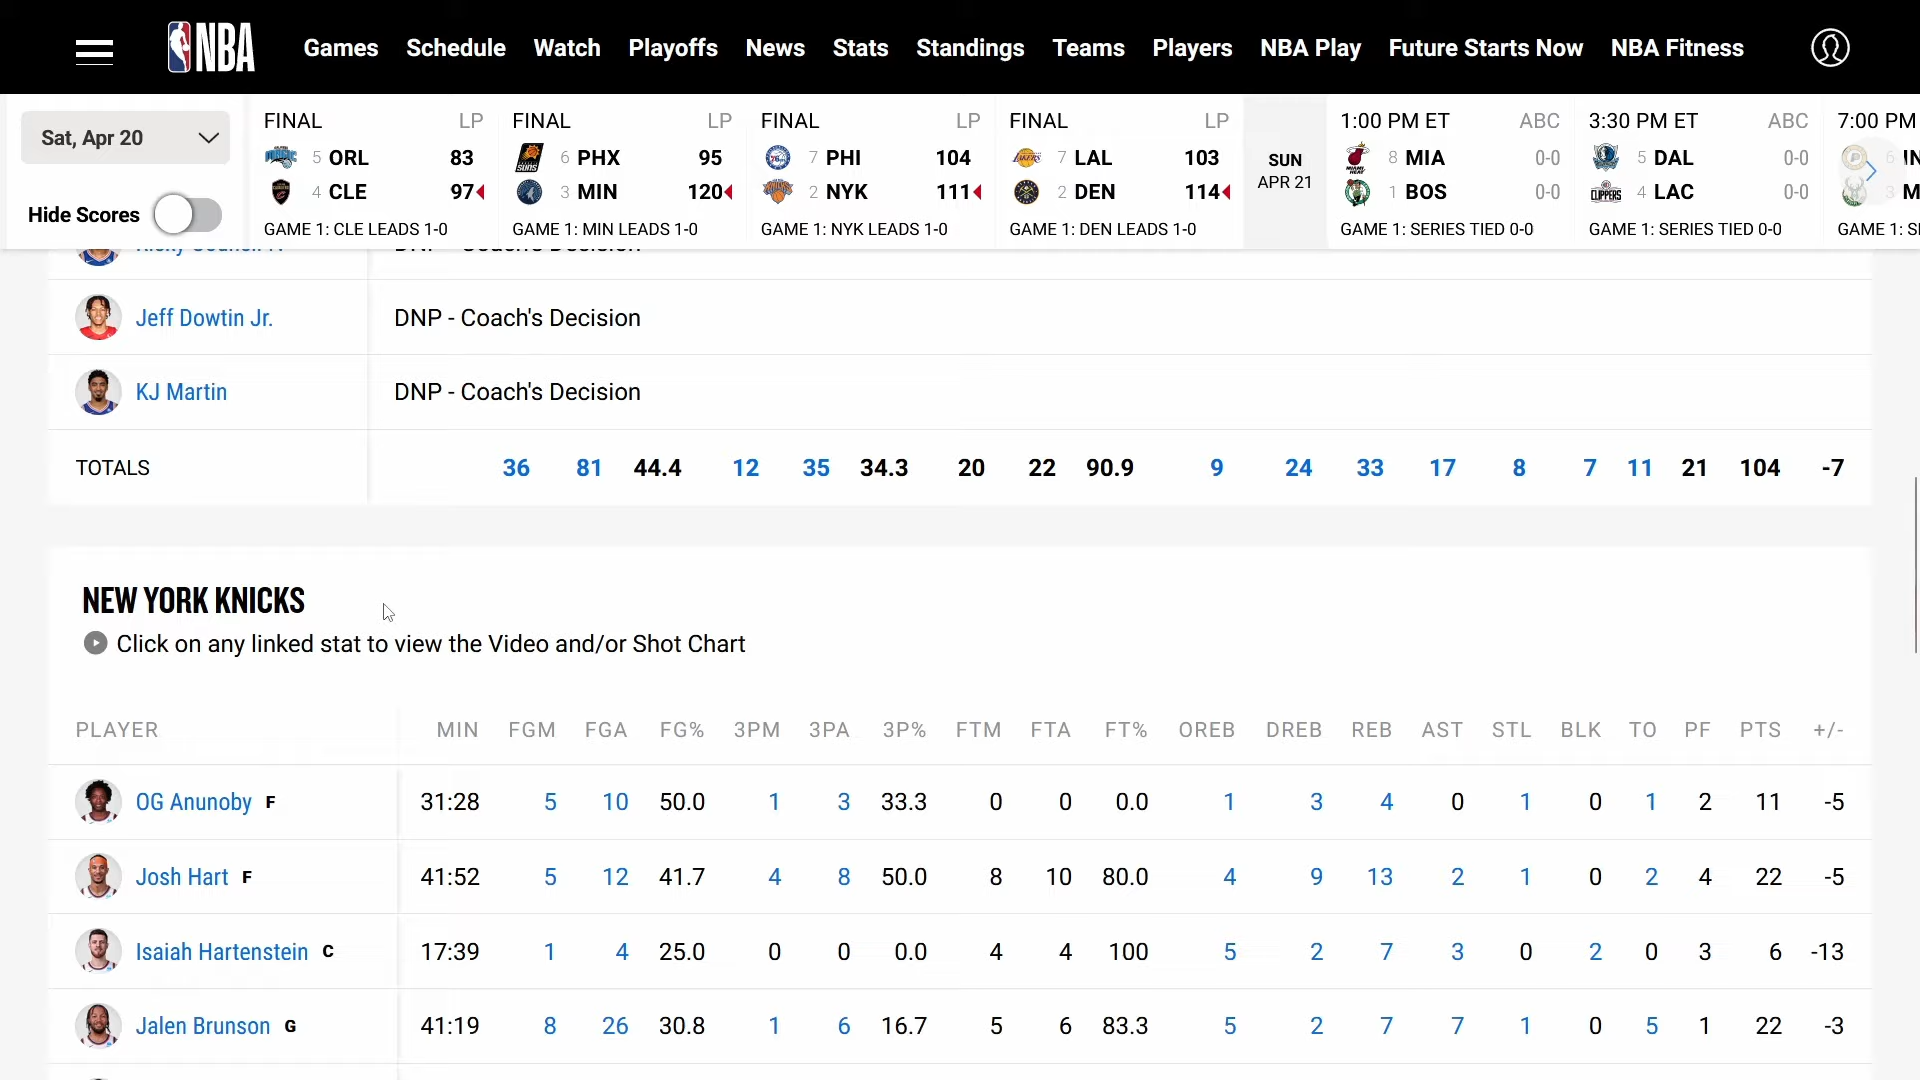 NBA Games Schedule Watch Playoffs News Stats Standings Teams Players NBA Play Future Starts Now NBA Fitness
Sat, Apr 20
Hide Scores
FINAL LP
5 ORL 83
4 CLE 97
GAME 1: CLE LEADS 1-0
FINAL LP
6 PHX 95
3 MIN 120
GAME 1: MIN LEADS 1-0
FINAL LP
7 PHI 104
2 NYK 111
GAME 1: NYK LEADS 1-0
FINAL LP
7 LAL 103
2 DEN 114
GAME 1: DEN LEADS 1-0
SUN
APR 21
1:00 PM ET ABC
8 MIA 0-0
1 BOS 0-0
GAME 1: SERIES TIED 0-0
3:30 PM ET ABC
5 DAL 0-0
4 LAC 0-0
GAME 1: SERIES TIED 0-0
7:00 PM
6 IN
3 M
GAME 1: S
Jeff Dowtin Jr. DNP - Coach's Decision
KJ Martin DNP - Coach's Decision
TOTALS 36 81 44.4 12 35 34.3 20 22 90.9 9 24 33 17 8 7 11 21 104 -7
NEW YORK KNICKS
Click on any linked stat to view the Video and/or Shot Chart
PLAYER MIN FGM FGA FG% 3PM 3PA 3P% FTM FTA FT% OREB DREB REB AST STL BLK TO PF PTS +/-
OG Anunoby F 31:28 5 10 50.0 1 3 33.3 0 0 0.0 1 3 4 0 1 0 1 2 11 -5
Josh Hart F 41:52 5 12 41.7 4 8 50.0 8 10 80.0 4 9 13 2 1 0 2 4 22 -5
Isaiah Hartenstein C 17:39 1 4 25.0 0 0 0.0 4 4 100 5 2 7 3 0 2 0 3 6 -13
Jalen Brunson G 41:19 8 26 30.8 1 6 16.7 5 6 83.3 5 2 7 7 1 0 5 1 22 -3